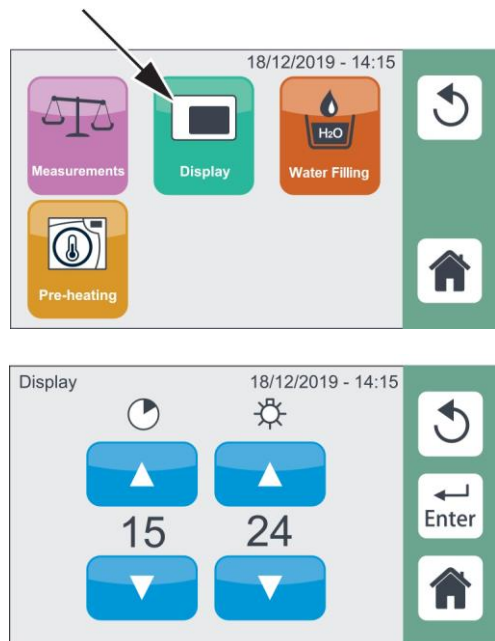 18/12/2019 - 14:15
Measurements
Display
H2O
Water Filling
Pre-heating
Display
18/12/2019 - 14:15
15
24
Enter